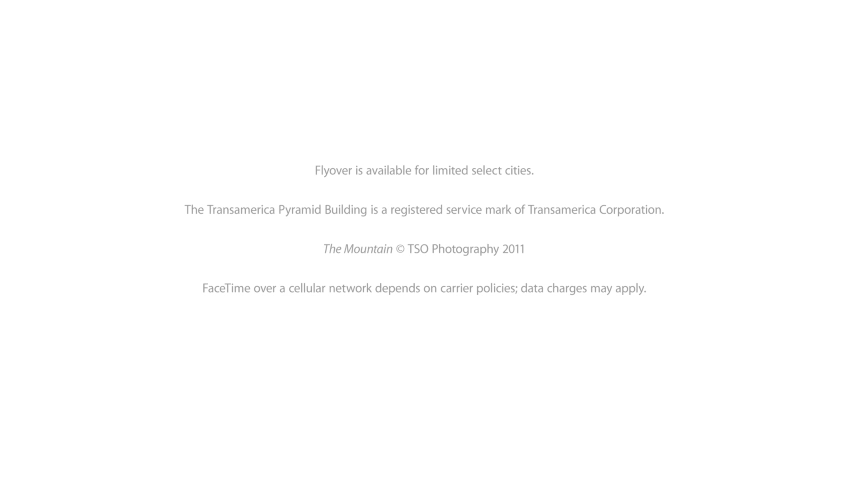 Flyover is available for limited select cities.
The Transamerica Pyramid Building is a registered service mark of Transamerica Corporation.
The Mountain © TSO Photography 2011
FaceTime over a cellular network depends on carrier policies; data charges may apply.